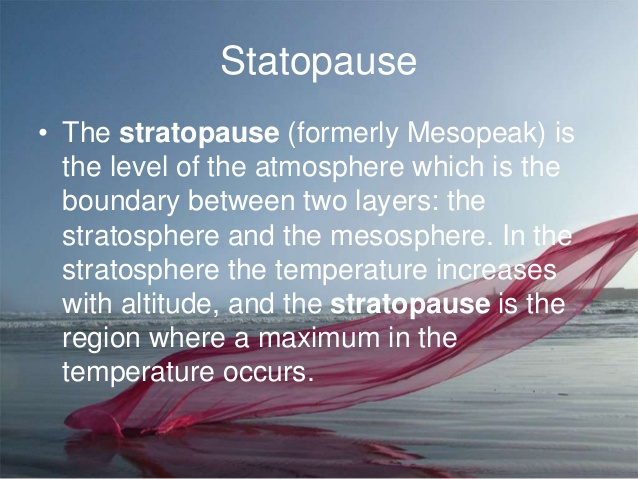 Statopause
• The stratopause (formerly Mesopeak) is
the level of the atmosphere which is the
boundary between two layers: the
stratosphere and the mesosphere. In the
stratosphere the temperature increases
with altitude, and the stratopause is the
region where a maximum in the
temperature occurs.